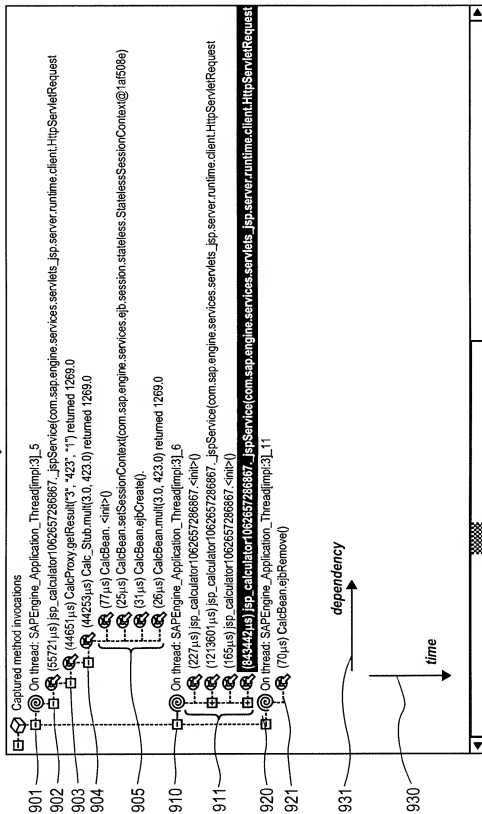 Captured method invocations
901
On thread: SAPEngine_Application_Thread[impl:3]_5
902
(65721µs) jsp_calculator1062657286867._jspService(com.sap.engine.services.servlets_jsp.server.runtime.client.HttpServletRequest
903
(44651µs) CalcProxy.getResult("3", "423", "1") returned 1269.0
904
(44253µs) Calc_Stub.mult(3.0, 423.0) returned 1269.0
(77µs) CalcBean. <init>()
(25µs) CalcBean.setSessionContext(com.sap.engine.services.ejb.session.stateless.StatelessSessionContext@1af508e)
905
(31µs) CalcBean.ejbCreate().
(26µs) CalcBean.mult(3.0, 423.0) returned 1269.0
910
On thread: SAPEngine_Application_Thread[impl:3]_6
(227µs) jsp_calculator1062657286867.<init>()
911
(1213601µs) jsp_calculator1062657286867._jspService(com.sap.engine.services.servlets_jsp.server.runtime.client.HttpServletRequest
(165µs) jsp_calculator1062657286867.<init>()
(843442µs) jsp_calculator1062657286867._jspService(com.sap.engine.services.servlets_jsp.server.runtime.client.HttpServletRequest
920
On thread: SAPEngine_Application_Thread[impl:3]_11
921
(70µs) CalcBean.ejbRemove()
931
dependency
930
time